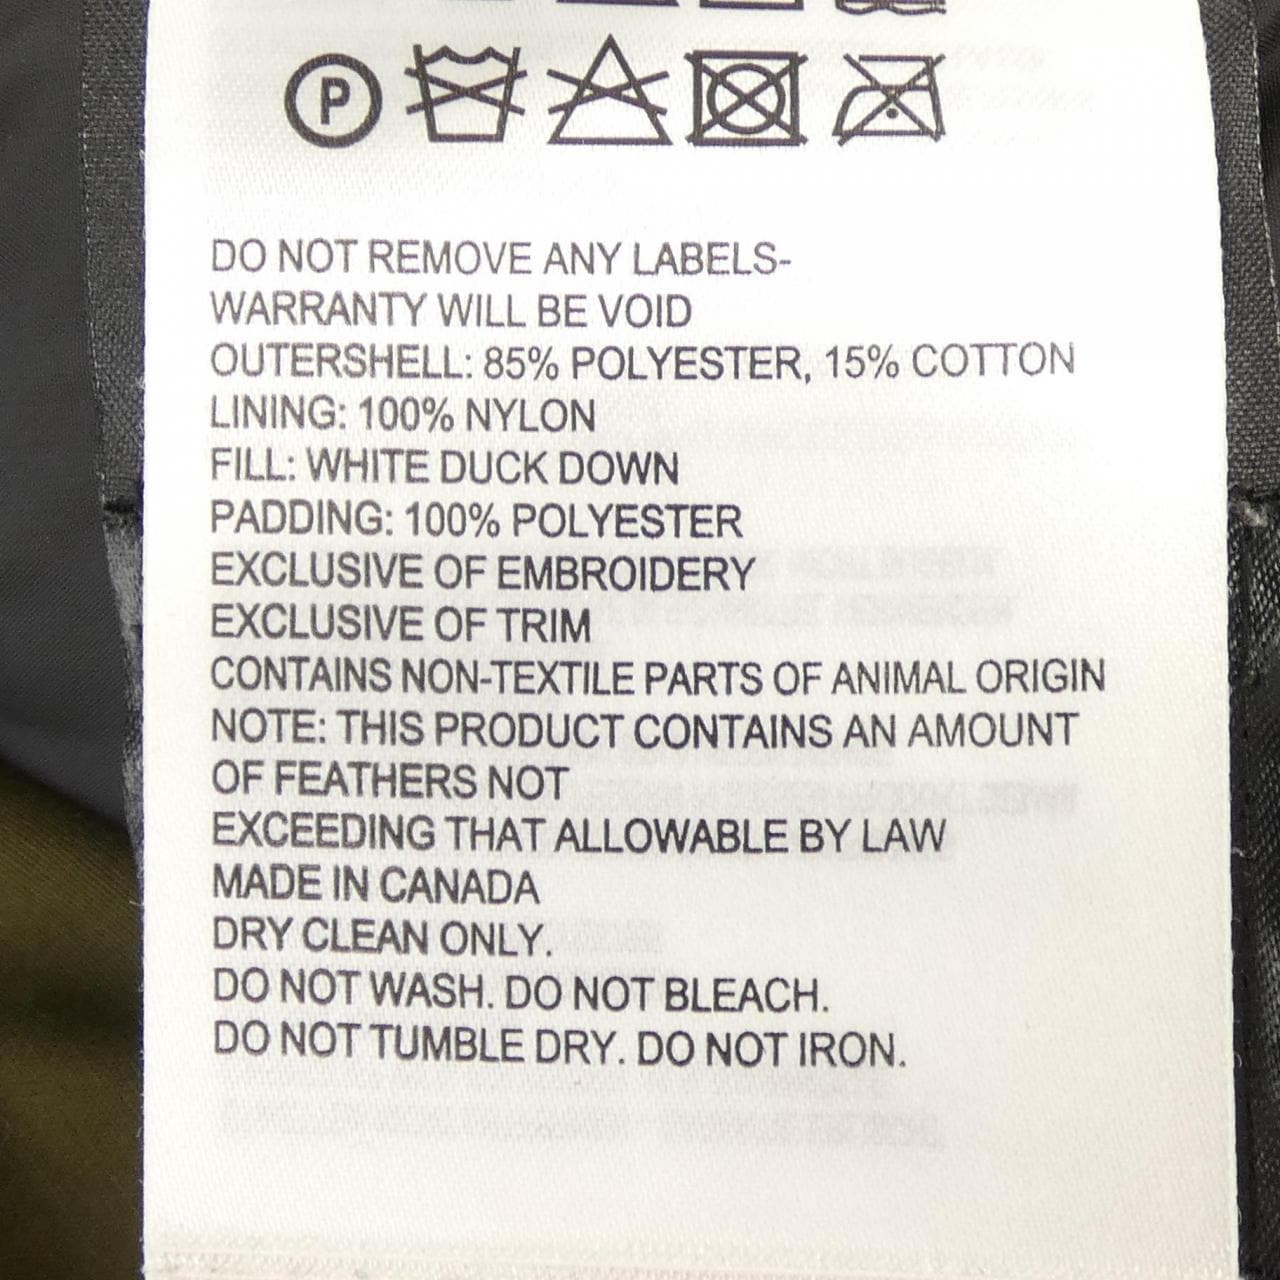 P
DO NOT REMOVE ANY LABELS-
WARRANTY WILL BE VOID
OUTERSHELL: 85% POLYESTER, 15% COTTON
LINING: 100% NYLON
FILL: WHITE DUCK DOWN
PADDING: 100% POLYESTER
EXCLUSIVE OF EMBROIDERY
EXCLUSIVE OF TRIM
CONTAINS NON-TEXTILE PARTS OF ANIMAL ORIGIN
NOTE: THIS PRODUCT CONTAINS AN AMOUNT
OF FEATHERS NOT
EXCEEDING THAT ALLOWABLE BY LAW
MADE IN CANADA
DRY CLEAN ONLY.
DO NOT WASH. DO NOT BLEACH.
DO NOT TUMBLE DRY. DO NOT IRON.